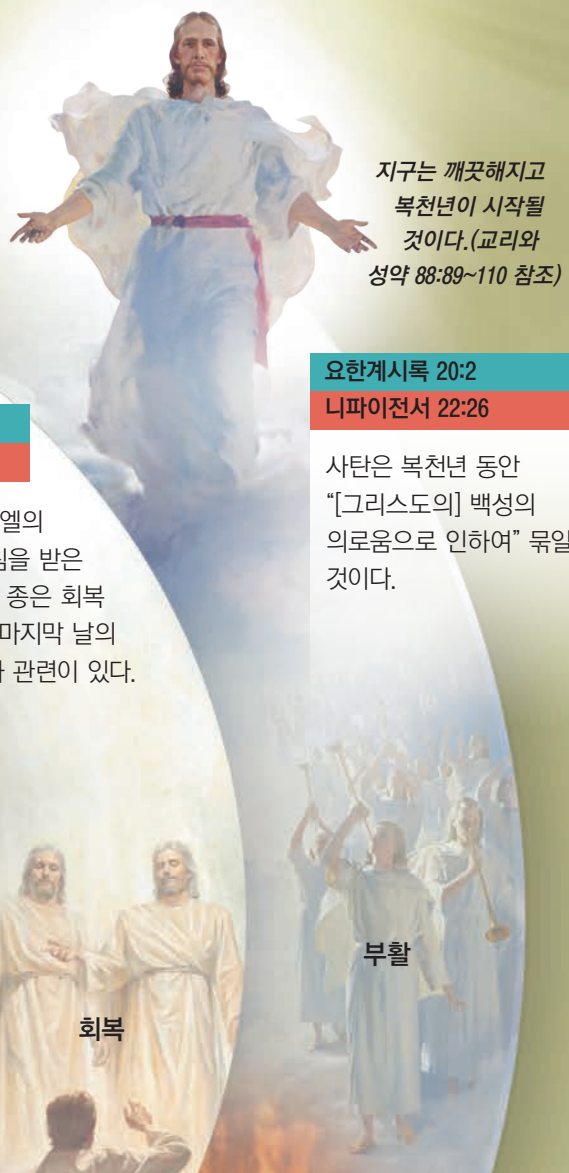 지구는 깨끗해지고
복천년이 시작될
것이다.(교리와
성약 88:89~110 참조)
요한계시록 20:2
니파이전서 22:26
사탄은 복천년 동안
“[그리스도의] 백성의
의로움으로 인하여” 묶일
것이다.
엘의
을 받은
종은 회복
마지막 날의
관련이 있다.
부활
회복